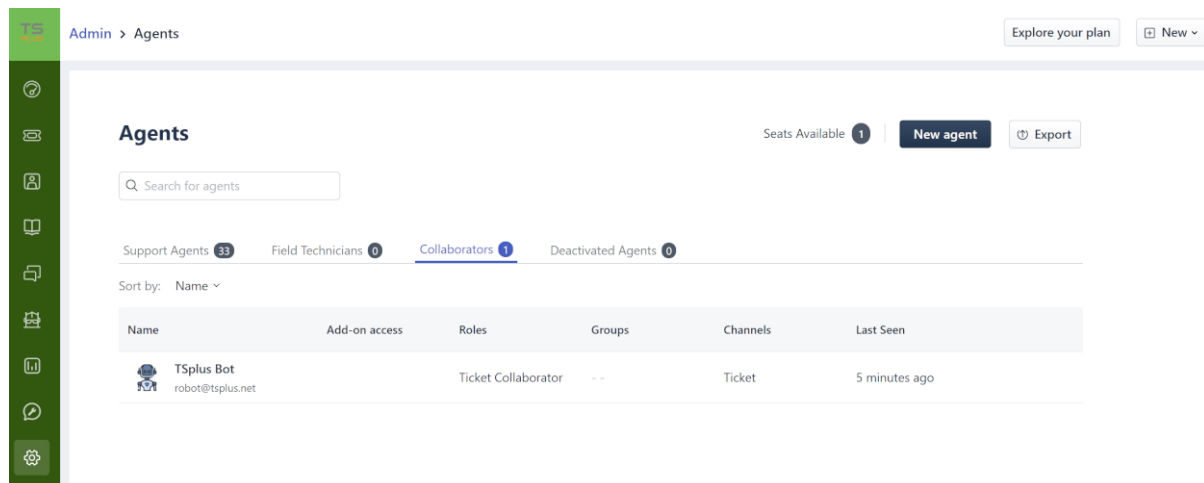 TS
Admin > Agents
Explore your plan
New
Agents
Seats Available 1
New agent
Export
Search for agents
Support Agents 33
Field Technicians 0
Collaborators 1
Deactivated Agents 0
Sort by: Name
Name Add-on access Roles Groups Channels Last Seen
TSplus Bot
robot@tsplus.net
Ticket Collaborator
- -
Ticket
5 minutes ago